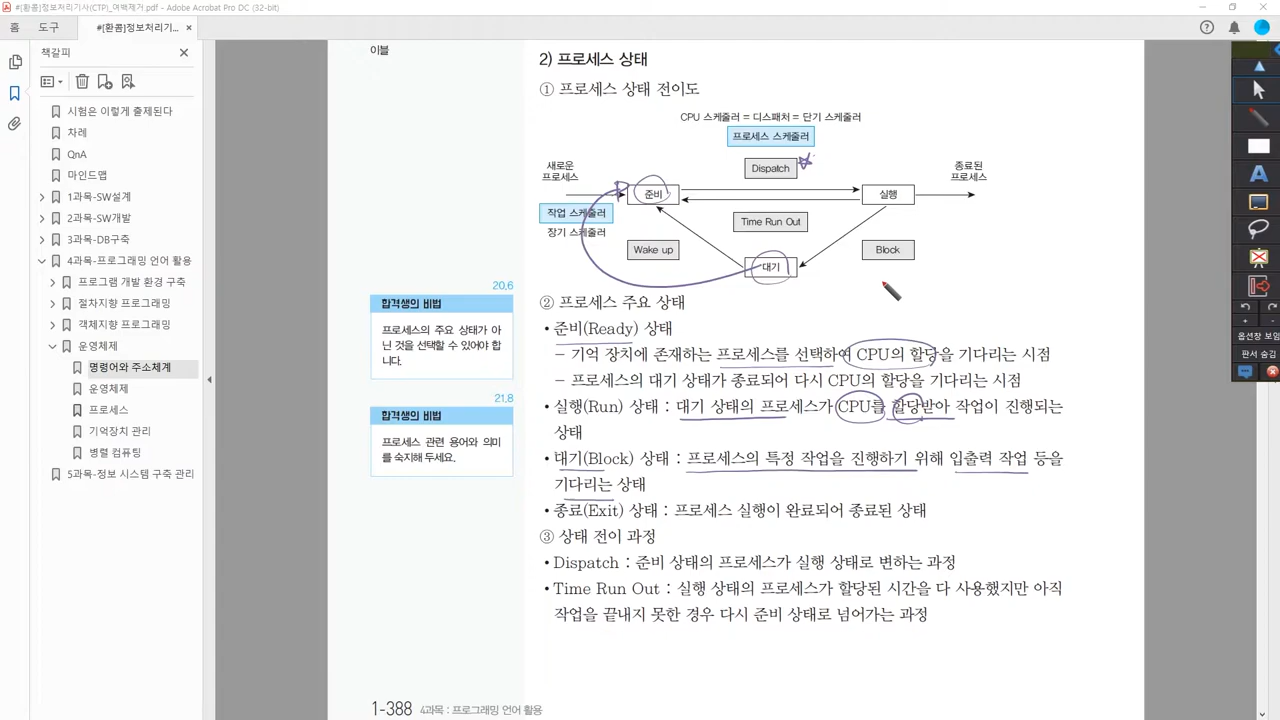 #[환콤]정보처리기사(CTP)_여백제거.pdf - Adobe Acrobat Pro DC (32-bit)
홈 도구 #[환콤]정보처리기... ×
책갈피
시험은 이렇게 출제된다
차례
QnA
마인드맵
1과목-SW설계
2과목-SW개발
3과목-DB구축
4과목-프로그래밍 언어 활용
프로그램 개발 환경 구축
절차지향 프로그래밍
객체지향 프로그래밍
운영체제
명령어와 주소체계
운영체제
프로세스
기억장치 관리
병렬 컴퓨팅
5과목-정보 시스템 구축 관리
이블
20,6
합격생의 비법
프로세스의 주요 상태가 아
닌 것을 선택할 수 있어야 합
니다.
21,8
합격생의 비법
프로세스 관련 용어와 의미
를 숙지해 두세요.
2) 프로세스 상태
① 프로세스 상태 전이도
CPU 스케줄러 = 디스패처 = 단기 스케줄러
프로세스 스케줄러
새로운
프로세스
Dispatch
종료된
프로세스
준비
실행
작업 스케줄러
장기 스케줄러
Time Run Out
Wake up
Block
대기
② 프로세스 주요 상태
• 준비(Ready) 상태
– 기억 장치에 존재하는 프로세스를 선택하여 CPU의 할당을 기다리는 시점
– 프로세스의 대기 상태가 종료되어 다시 CPU의 할당을 기다리는 시점
• 실행(Run) 상태 : 대기 상태의 프로세스가 CPU를 할당받아 작업이 진행되는
상태
• 대기(Block) 상태 : 프로세스의 특정 작업을 진행하기 위해 입출력 작업 등을
기다리는 상태
• 종료(Exit) 상태 : 프로세스 실행이 완료되어 종료된 상태
③ 상태 전이 과정
• Dispatch : 준비 상태의 프로세스가 실행 상태로 변하는 과정
• Time Run Out : 실행 상태의 프로세스가 할당된 시간을 다 사용했지만 아직
작업을 끝내지 못한 경우 다시 준비 상태로 넘어가는 과정
1-388 4과목 : 프로그래밍 언어 활용
A
옵션창 보임
판서 숨김